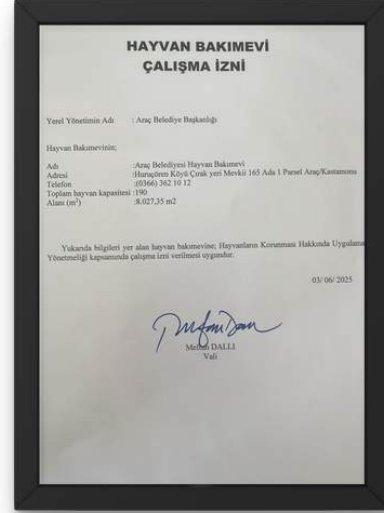 HAYVAN BAKIMEVİ
ÇALIŞMA İZNİ
Yerel Yönetimin Adı : Araç Belediye Başkanlığı
Hayvan Bakımevinin;
Adı :Araç Belediyesi Hayvan Bakımevi
Adresi :Huruçören Köyü Çırak yeri Mevkii 165 Ada 1 Parsel Araç/Kastamonu
Telefon :(0366) 362 10 12
Toplam hayvan kapasitesi :190
Alanı (m²) :8.027,35 m2
Yukarıda bilgileri yer alan hayvan bakımevine; Hayvanların Korunması Hakkında Uygulama
Yönetmeliği kapsamında çalışma izni verilmesi uygundur.
03/ 06/ 2025
Meftun DALLI
Vali